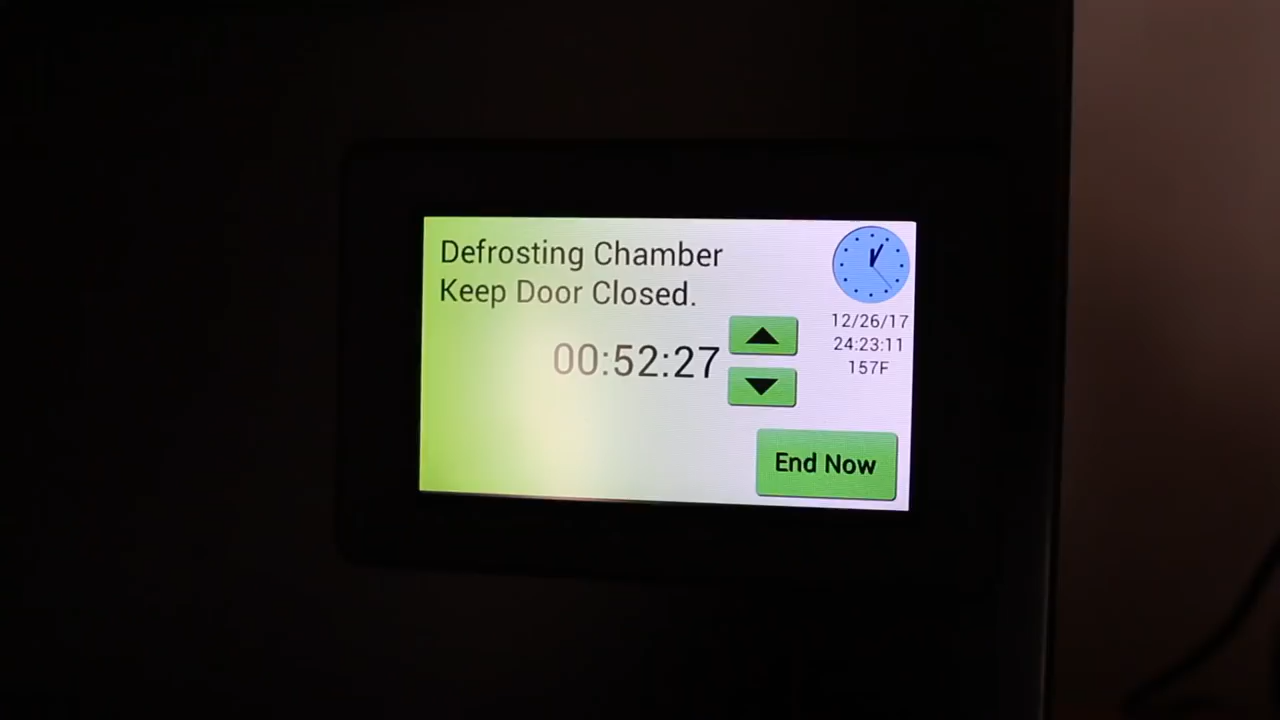 Defrosting Chamber
Keep Door Closed.
00:52:27
12/26/17
24:23:11
157F
End Now